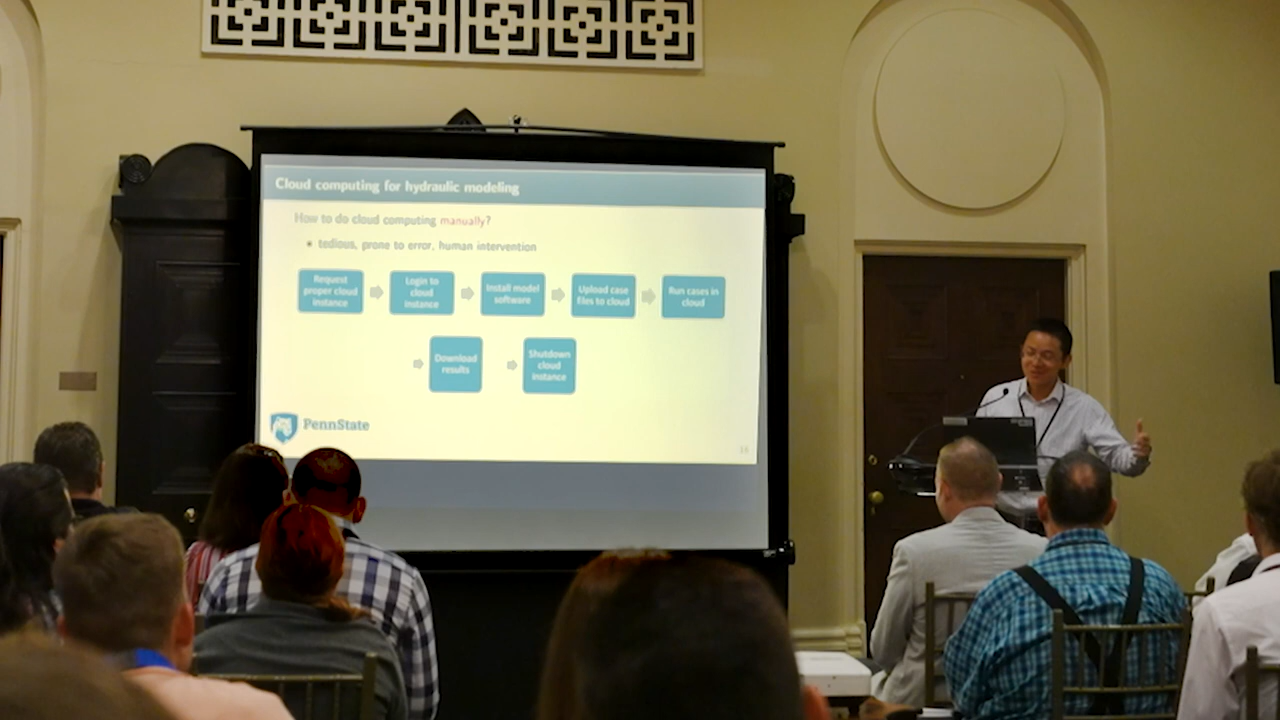 Cloud computing for hydraulic modeling
How to do cloud computing manually?
• tedious, prone to error, human intervention
Request
proper cloud
instance
Login to
cloud
instance
Install model
software
Upload case
files to cloud
Run cases in
cloud
Download
results
Shutdown
cloud
instance
PennState